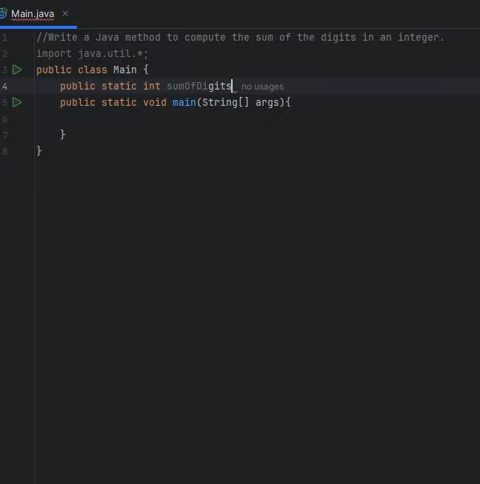 Main.java
1 //Write a Java method to compute the sum of the digits in an integer.
2 import java.util.*;
3 public class Main {
4 public static int sumOfDigits no usages
5 public static void main(String[] args){
6
7 }
8 }